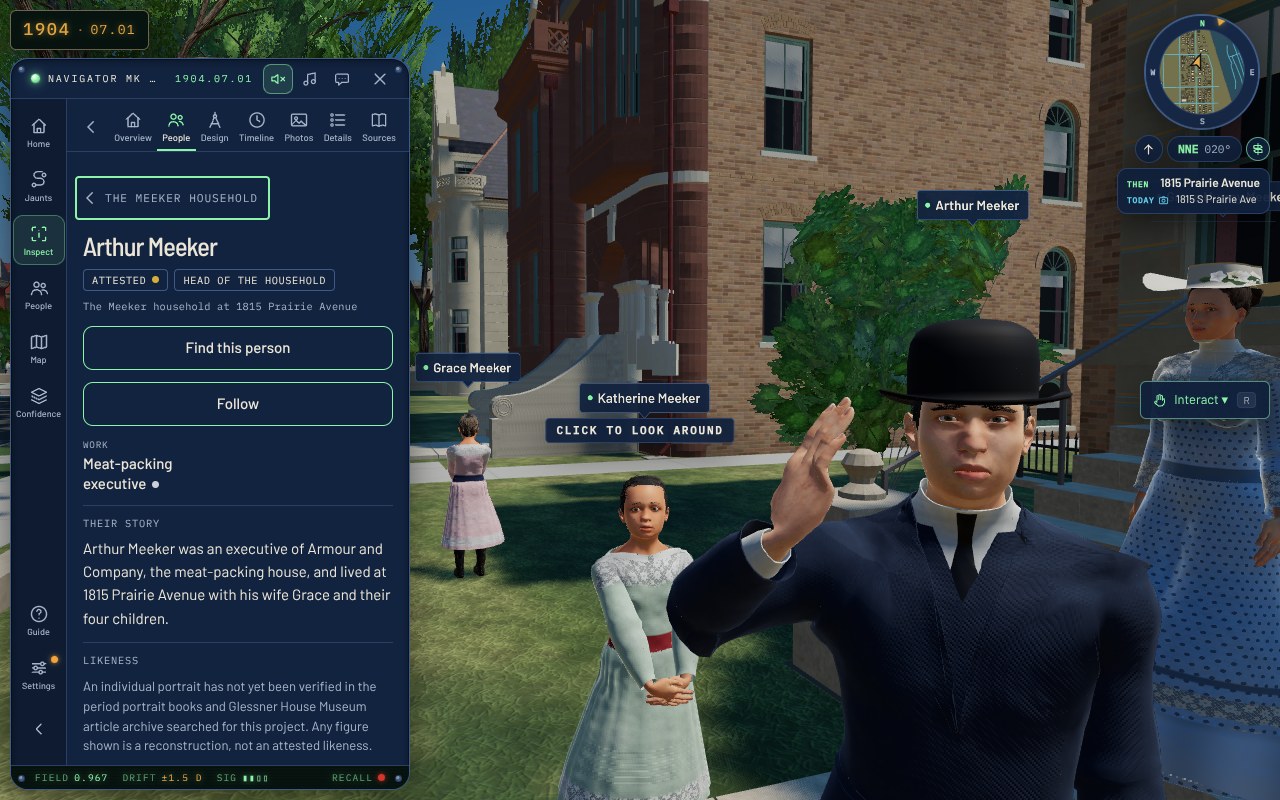 1904 · 07.01
NAVIGATOR MK …
1904.07.01
Home
Jaunts
Inspect
People
Map
Confidence
Guide
Settings
Overview
People
Design
Timeline
Photos
Details
Sources
THE MEEKER HOUSEHOLD
Arthur Meeker
ATTESTED
HEAD OF THE HOUSEHOLD
The Meeker household at 1815 Prairie Avenue
Find this person
Follow
WORK
Meat-packing
executive
THEIR STORY
Arthur Meeker was an executive of Armour and
Company, the meat-packing house, and lived at
1815 Prairie Avenue with his wife Grace and their
four children.
LIKENESS
An individual portrait has not yet been verified in the
period portrait books and Glessner House Museum
article archive searched for this project. Any figure
shown is a reconstruction, not an attested likeness.
FIELD 0.967 DRIFT ±1.5 D SIG RECALL
Grace Meeker
Katherine Meeker
CLICK TO LOOK AROUND
Arthur Meeker
N
W
E
S
NNE 020°
THEN 1815 Prairie Avenue
TODAY 1815 S Prairie Ave
Interact ▾ R